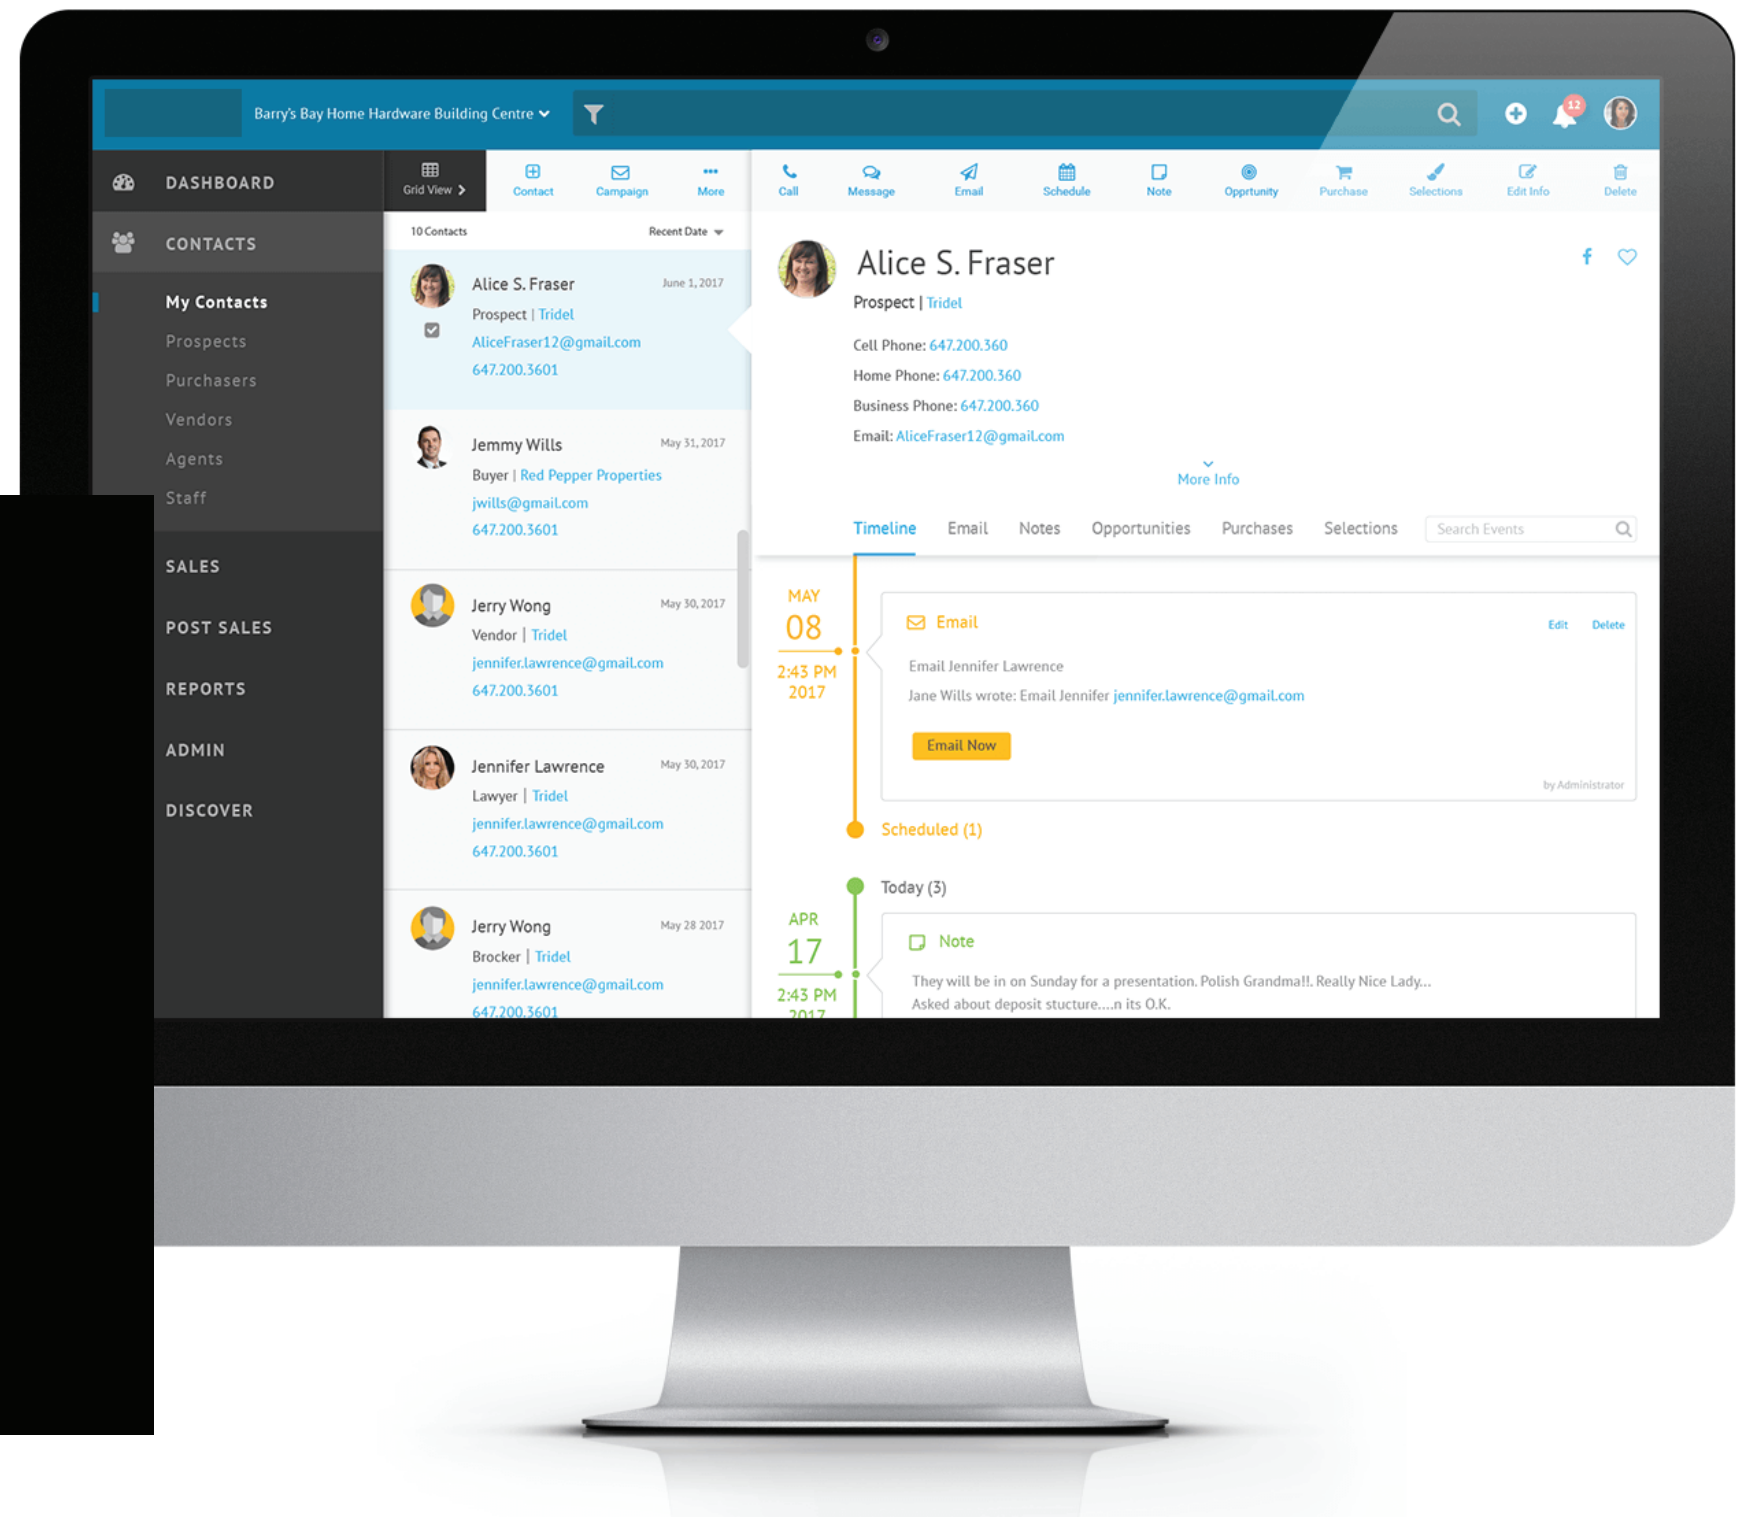 Barry's Bay Home Hardware Building Centre
12
DASHBOARD
CONTACTS
My Contacts
Prospects
Purchasers
Vendors
Agents
Staff
SALES
POST SALES
REPORTS
ADMIN
DISCOVER
Grid View
Contact
Campaign
More
10 Contacts
Recent Date
Alice S. Fraser
June 1, 2017
Prospect | Tridel
AliceFraser12@gmail.com
647.200.3601
Jemmy Wills
May 31, 2017
Buyer | Red Pepper Properties
jwills@gmail.com
647.200.3601
Jerry Wong
May 30, 2017
Vendor | Tridel
jennifer.lawrence@gmail.com
647.200.3601
Jennifer Lawrence
May 30, 2017
Lawyer | Tridel
jennifer.lawrence@gmail.com
647.200.3601
Jerry Wong
May 28 2017
Brocker | Tridel
jennifer.lawrence@gmail.com
647.200.3601
Call
Message
Email
Schedule
Note
Opprtunity
Purchase
Selections
Edit Info
Delete
Alice S. Fraser
Prospect | Tridel
Cell Phone: 647.200.360
Home Phone: 647.200.360
Business Phone: 647.200.360
Email: AliceFraser12@gmail.com
More Info
Timeline
Email
Notes
Opportunities
Purchases
Selections
Search Events
MAY
08
2:43 PM
2017
Email
Edit
Delete
Email Jennifer Lawrence
Jane Wills wrote: Email Jennifer jennifer.lawrence@gmail.com
Email Now
by Administrator
Scheduled (1)
Today (3)
APR
17
2:43 PM
2017
Note
They will be in on Sunday for a presentation. Polish Grandma!!. Really Nice Lady...
Asked about deposit stucture....n its O.K.